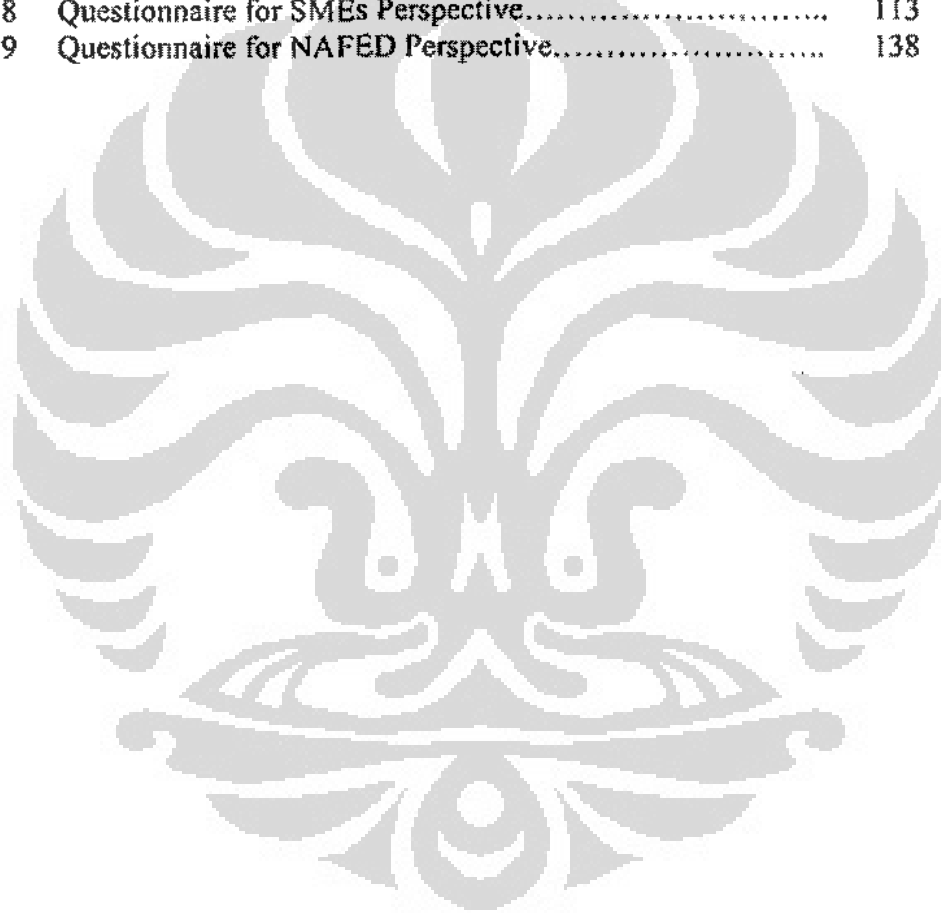 8 Questionnaire for SMEs Perspective............................ 113
9 Questionnaire for NAFED Perspective......................... 138